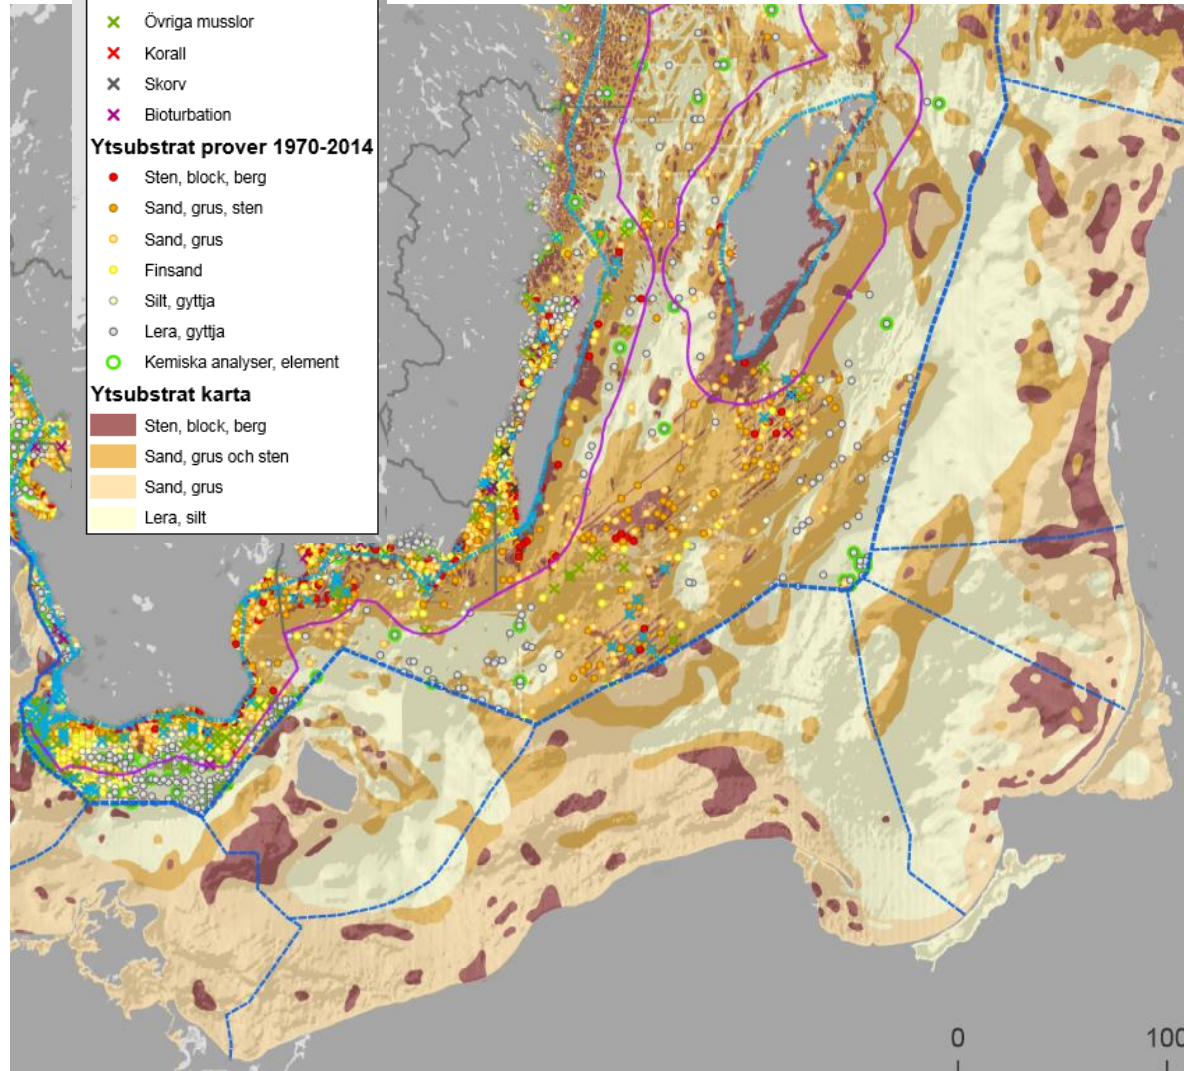 Övriga musslor
Korall
Skorv
Bioturbation
Ytsubstrat prover 1970-2014
Sten, block, berg
Sand, grus, sten
Sand, grus
Finsand
Silt, gyttja
Lera, gyttja
Kemiska analyser, element
Ytsubstrat karta
Sten, block, berg
Sand, grus och sten
Sand, grus
Lera, silt
0 100